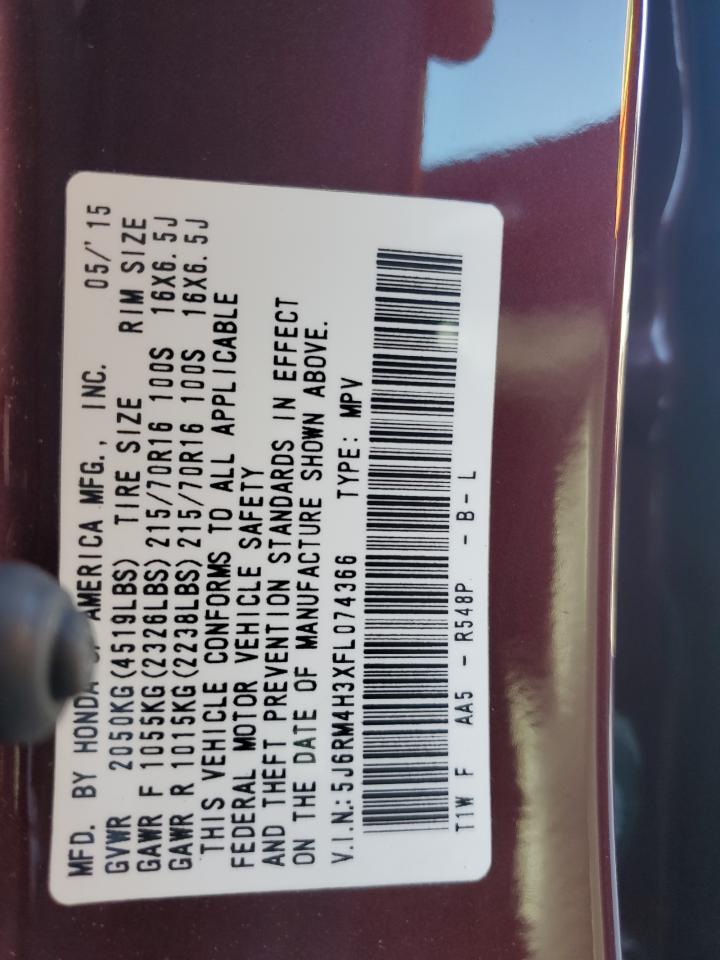 MFD. BY HONDA AMERICA MFG., INC. 05/'15
GVWR 2050KG(4519LBS) TIRE SIZE RIM SIZE
GAWR F 1055KG(2326LBS) 215/70R16 100S 16X6.5J
GAWR R 1015KG(2238LBS) 215/70R16 100S 16X6.5J
THIS VEHICLE CONFORMS TO ALL APPLICABLE
FEDERAL MOTOR VEHICLE SAFETY
AND THEFT PREVENTION STANDARDS IN EFFECT
ON THE DATE OF MANUFACTURE SHOWN ABOVE.
V.I.N.: 5J6RM4H3XFL074366 TYPE: MPV
T1W F AA5 - R548P - B - L